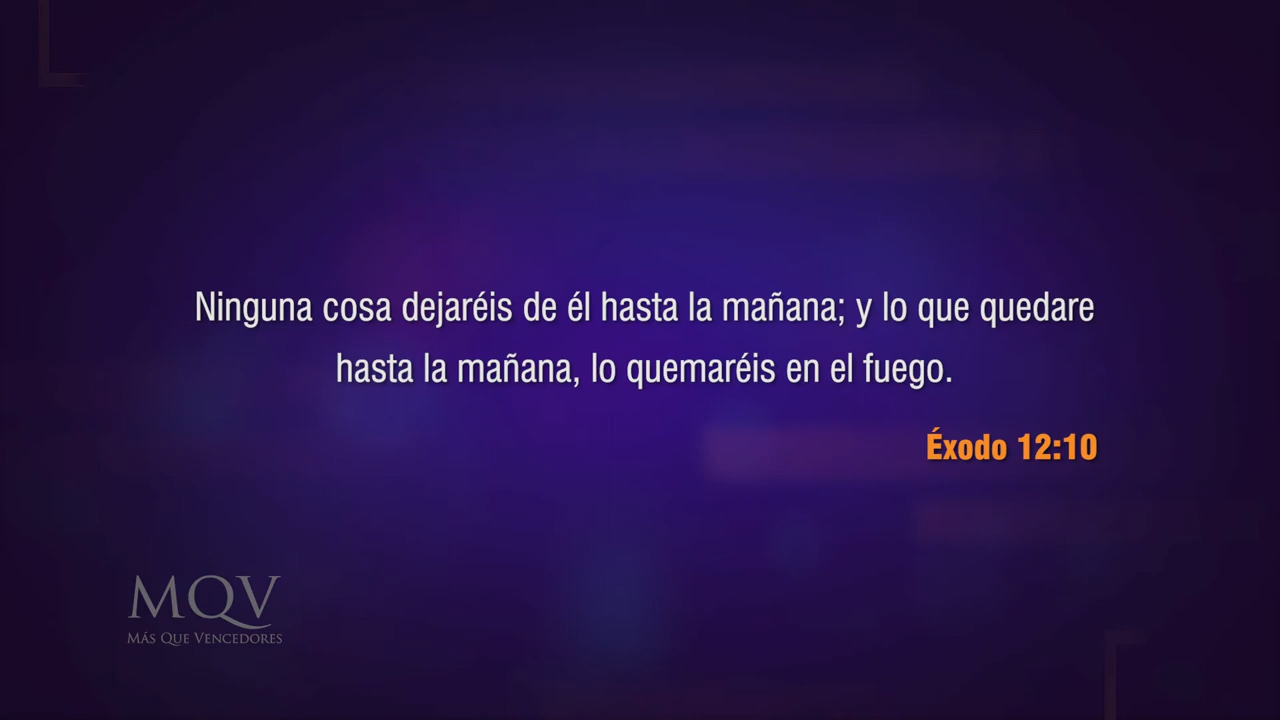 Ninguna cosa dejaréis de él hasta la mañana; y lo que quedare
hasta la mañana, lo quemaréis en el fuego.
Éxodo 12:10
MQV
MÁS QUE VENCEDORES